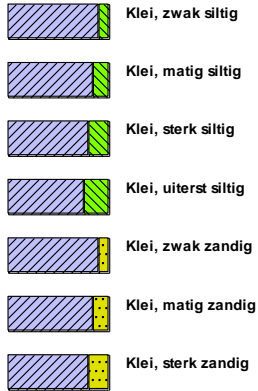 Klei, zwak siltig
Klei, matig siltig
Klei, sterk siltig
Klei, uiterst siltig
Klei, zwak zandig
Klei, matig zandig
Klei, sterk zandig